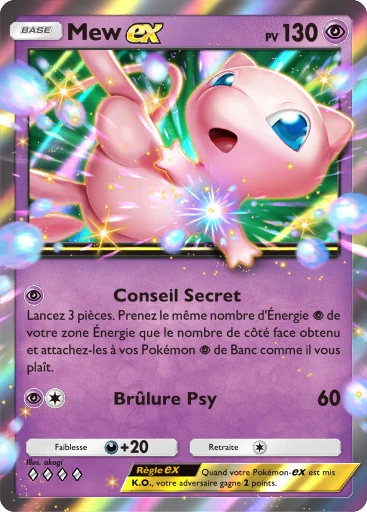 BASE Mew ex PV 130
Conseil Secret
Lancez 3 pièces. Prenez le même nombre d'Énergie de
votre zone Énergie que le nombre de côté face obtenu
et attachez-les à vos Pokémon de Banc comme il vous
plaît.
Brûlure Psy 60
Faiblesse +20 Retraite
Illus. akagi
Règle ex Quand votre Pokémon-ex est mis
K.O., votre adversaire gagne 2 points.